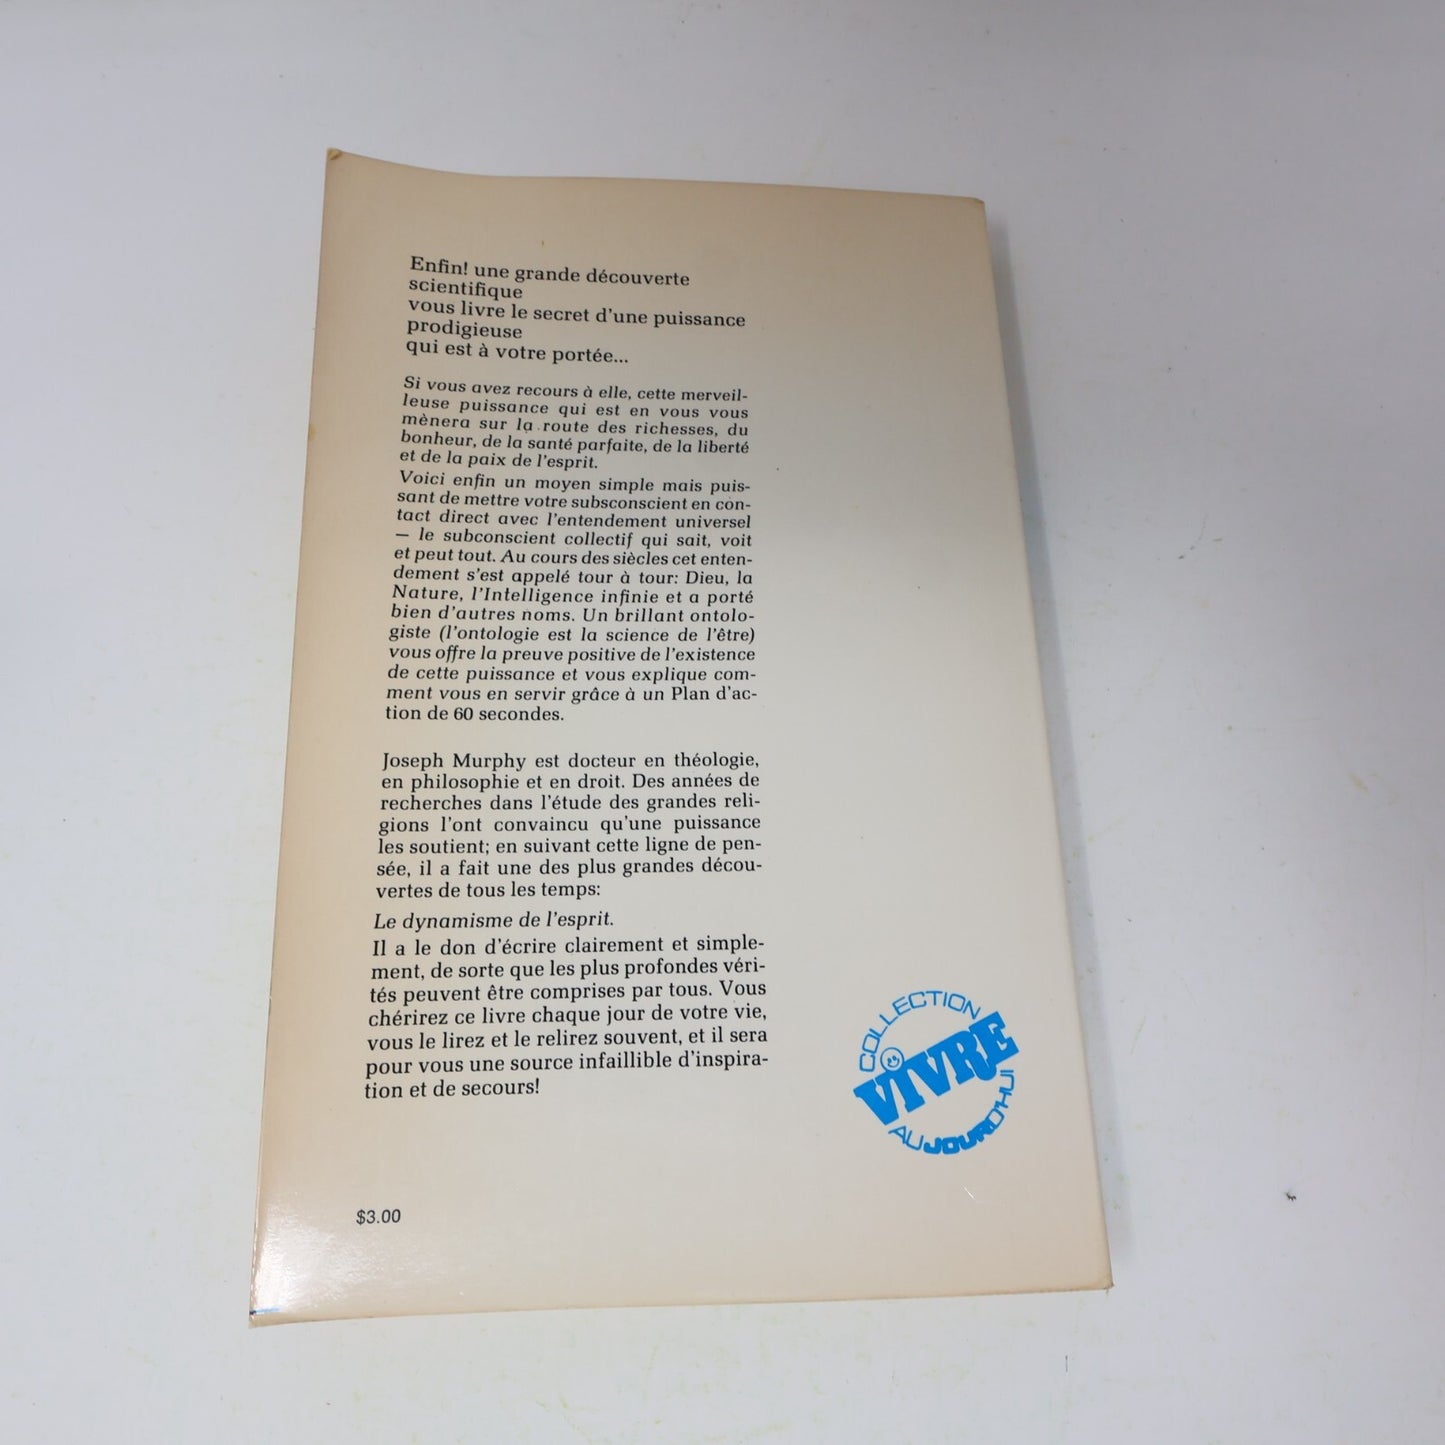 Enfin! une grande découverte
scientifique
vous livre le secret d'une puissance
prodigieuse
qui est à votre portée...
Si vous avez recours à elle, cette merveil-
leuse puissance qui est en vous vous
mènera sur la route des richesses, du
bonheur, de la santé parfaite, de la liberté
et de la paix de l'esprit.
Voici enfin un moyen simple mais puis-
sant de mettre votre subsconscient en con-
tact direct avec l'entendement universel
— le subconscient collectif qui sait, voit
et peut tout. Au cours des siècles cet enten-
dement s'est appelé tour à tour: Dieu, la
Nature, l'Intelligence infinie et a porté
bien d'autres noms. Un brillant ontolo-
giste (l'ontologie est la science de l'être)
vous offre la preuve positive de l'existence
de cette puissance et vous explique com-
ment vous en servir grâce à un Plan d'ac-
tion de 60 secondes.
Joseph Murphy est docteur en théologie,
en philosophie et en droit. Des années de
recherches dans l'étude des grandes reli-
gions l'ont convaincu qu'une puissance
les soutient; en suivant cette ligne de pen-
sée, il a fait une des plus grandes décou-
vertes de tous les temps:
Le dynamisme de l'esprit.
Il a le don d'écrire clairement et simple-
ment, de sorte que les plus profondes véri-
tés peuvent être comprises par tous. Vous
chérirez ce livre chaque jour de votre vie,
vous le lirez et le relirez souvent, et il sera
pour vous une source infaillible d'inspira-
tion et de secours!
COLLECTION
VIVRE
AUJOURD'HUI
$3.00